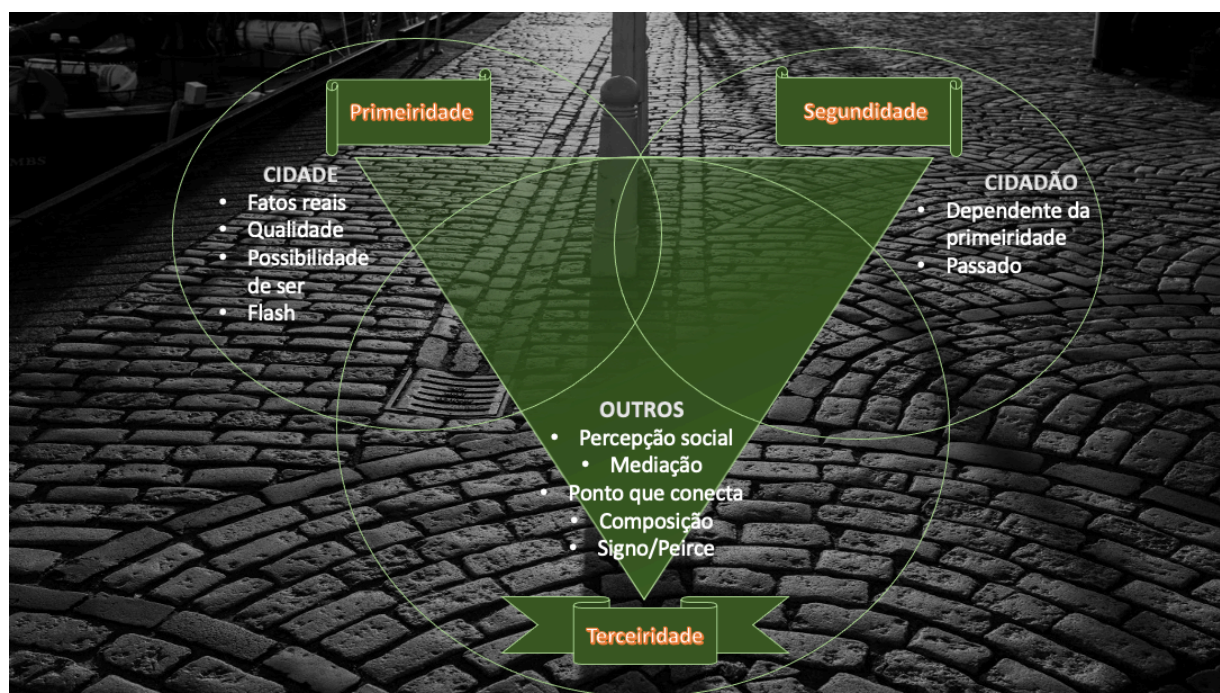 Primeiridade
Segundidade
CIDADE
• Fatos reais
• Qualidade
• Possibilidade
de ser
• Flash
CIDADÃO
• Dependente da
primeiridade
• Passado
OUTROS
• Percepção social
• Mediação
• Ponto que conecta
• Composição
• Signo/Peirce
Terceiridade